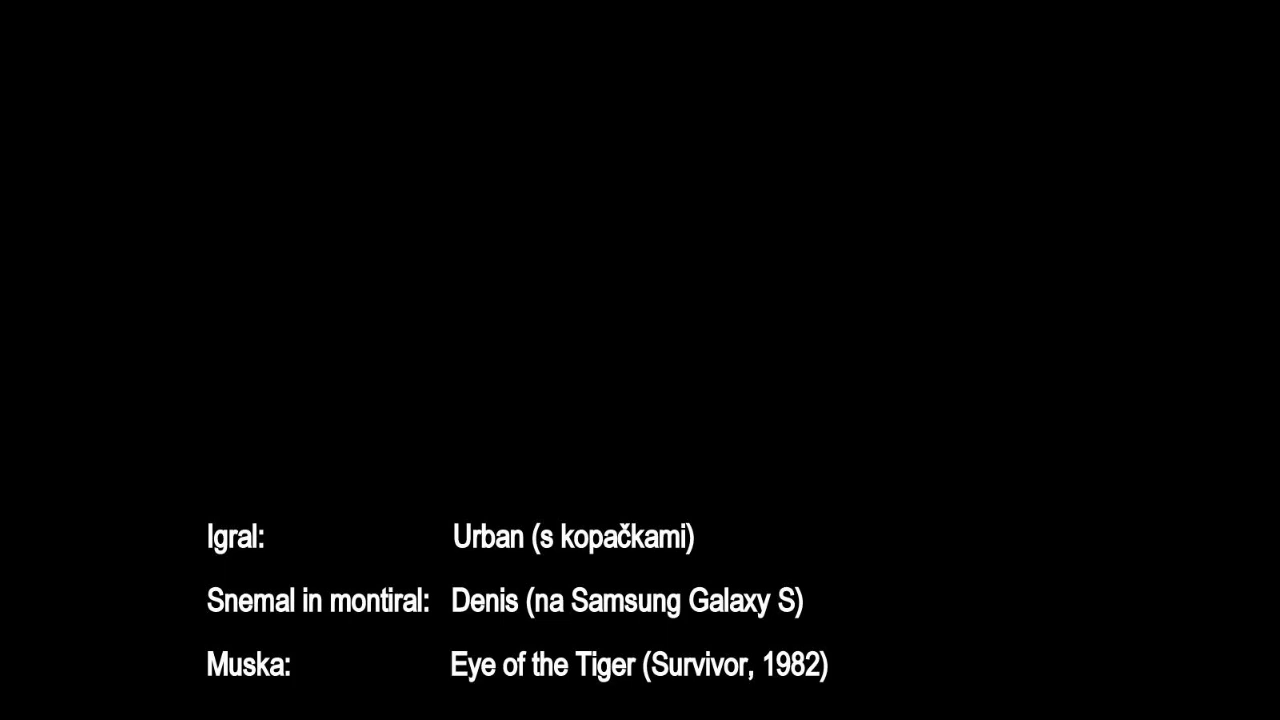 Igral: Urban (s kopačkami)
Snemal in montiral: Denis (na Samsung Galaxy S)
Muska: Eye of the Tiger (Survivor, 1982)